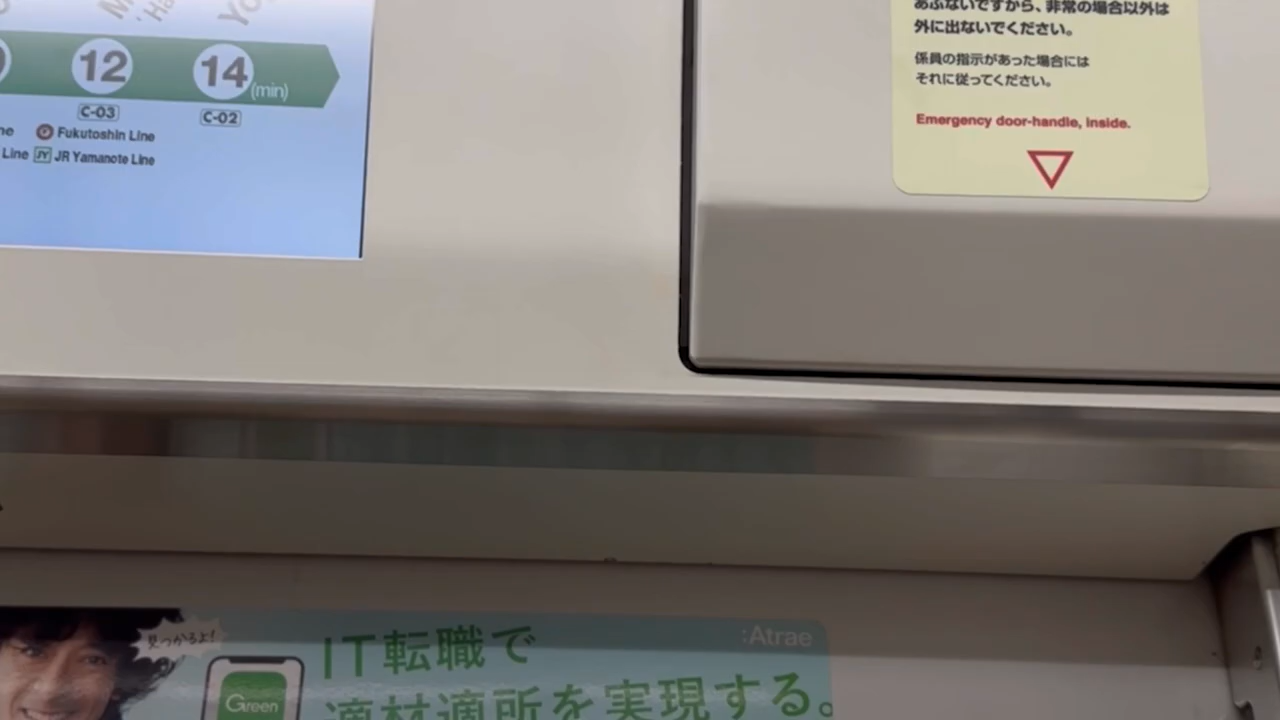 12
14
(min)
C-03
C-02
Fukutoshin Line
Line
JY JR Yamanote Line
あぶないですから、非常の場合以外は
外に出ないでください。
係員の指示があった場合には
それに従ってください。
Emergency door-handle, inside.
見つかるよ!
Green
IT転職で
適材適所を実現する。
:Atrae